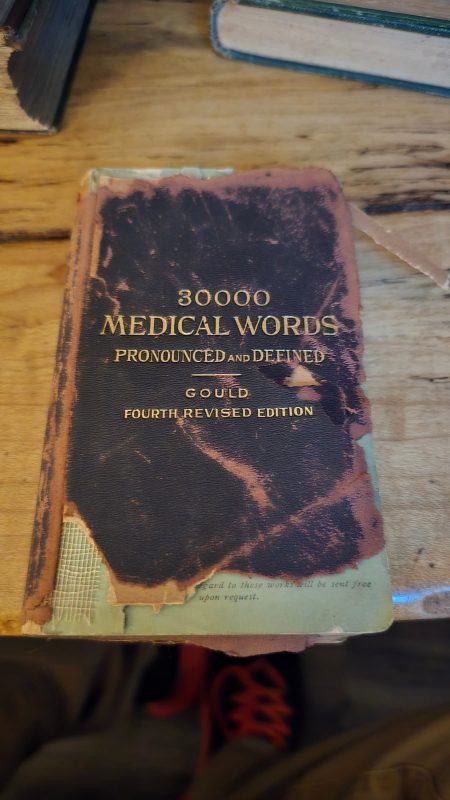 30000
MEDICAL WORDS
PRONOUNCED AND DEFINED
GOULD
FOURTH REVISED EDITION
to these works will be sent free
upon request.